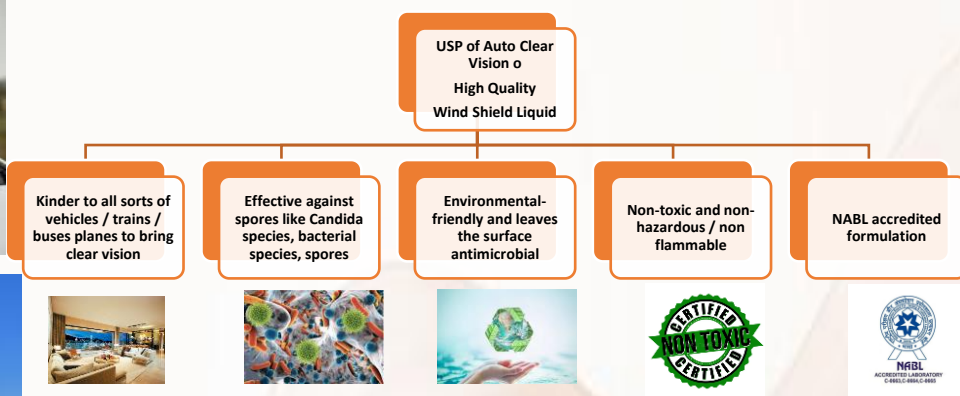 USP of Auto Clear
Vision o
High Quality
Wind Shield Liquid
Kinder to all sorts of
vehicles / trains /
buses planes to bring
clear vision
Effective against
spores like Candida
species, bacterial
species, spores
Environmental-
friendly and leaves
the surface
antimicrobial
Non-toxic and non-
hazardous / non
flammable
NABL accredited
formulation
CERTIFIED
NON TOXIC
CERTIFIED
NABL
ACCREDITED LABORATORY